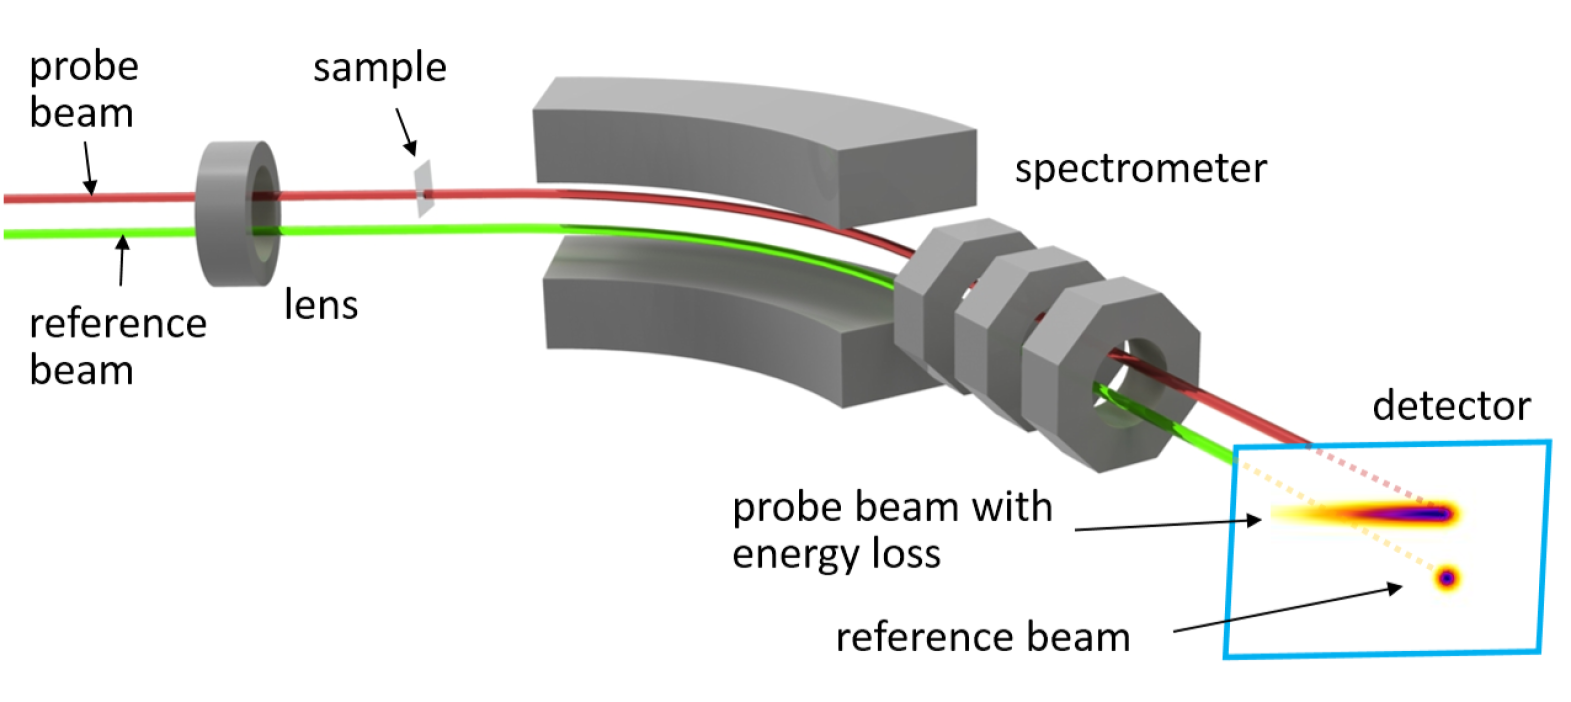 probe
beam
sample
spectrometer
lens
reference
beam
detector
probe beam with
energy loss
reference beam